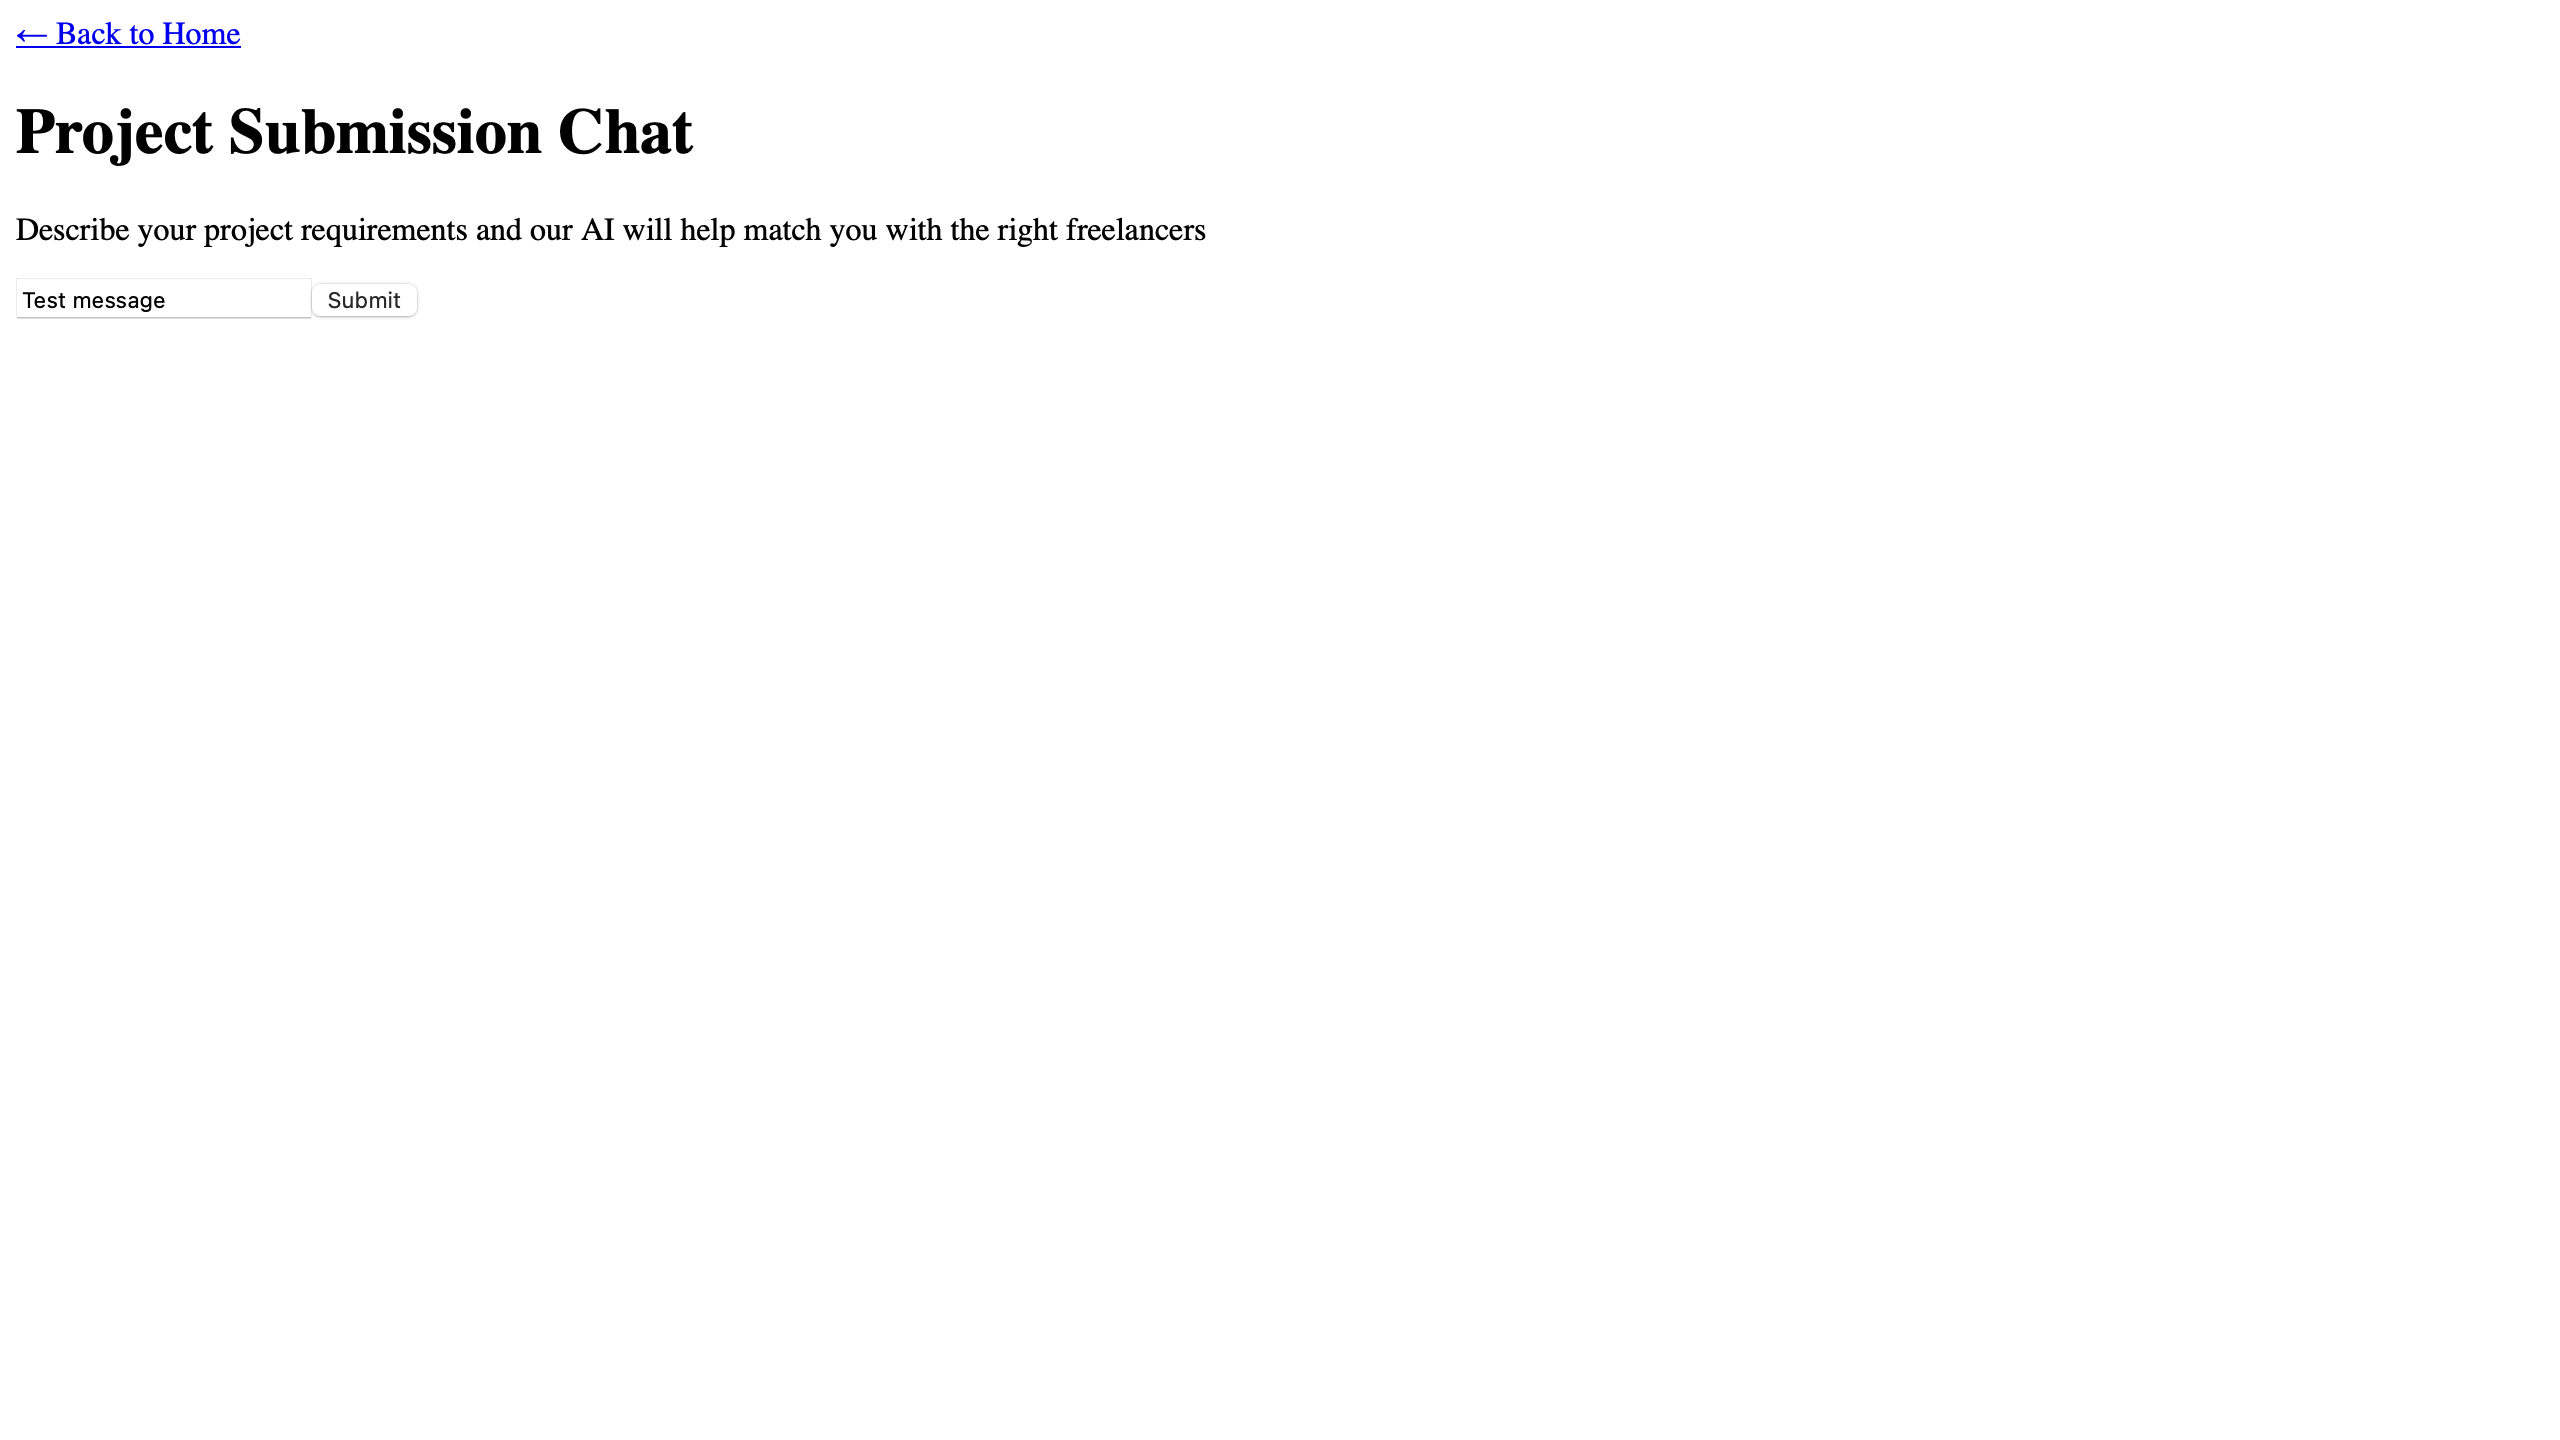 ← Back to Home
Project Submission Chat
Describe your project requirements and our AI will help match you with the right freelancers
Test message Submit